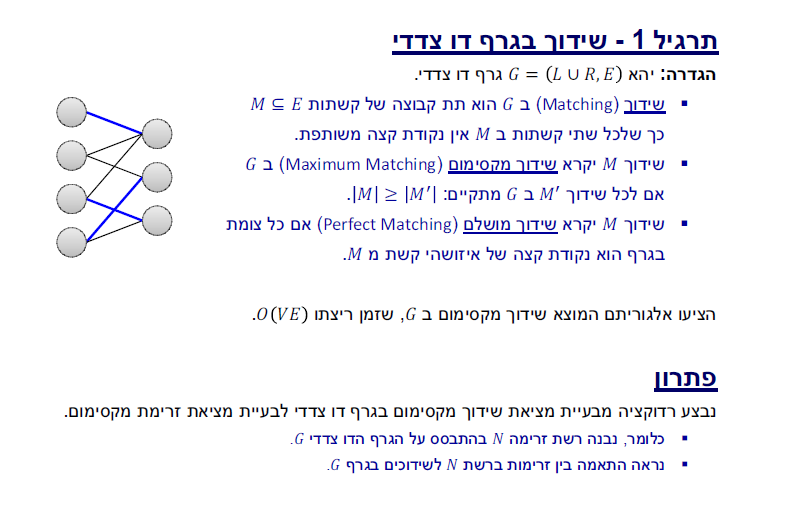 תרגיל 1 - שידוך בגרף דו צדדי
הגדרה: יהא G = (L ∪ R, E) גרף דו צדדי.
▪ שידוך (Matching) ב G הוא תת קבוצה של קשתות M ⊆ E
כך שלכל שתי קשתות ב M אין נקודת קצה משותפת.
▪ שידוך M יקרא שידוך מקסימום (Maximum Matching) ב G
אם לכל שידוך M′ ב G מתקיים: |M| ≥ |M′|.
▪ שידוך M יקרא שידוך מושלם (Perfect Matching) אם כל צומת
בגרף הוא נקודת קצה של איזושהי קשת מ M.
הציעו אלגוריתם המוצא שידוך מקסימום ב G, שזמן ריצתו O(VE).
פתרון
נבצע רדוקציה מבעיית מציאת שידוך מקסימום בגרף דו צדדי לבעיית מציאת זרימת מקסימום.
▪ כלומר, נבנה רשת זרימה N בהתבסס על הגרף הדו צדדי G.
▪ נראה התאמה בין זרימות ברשת N לשידוכים בגרף G.